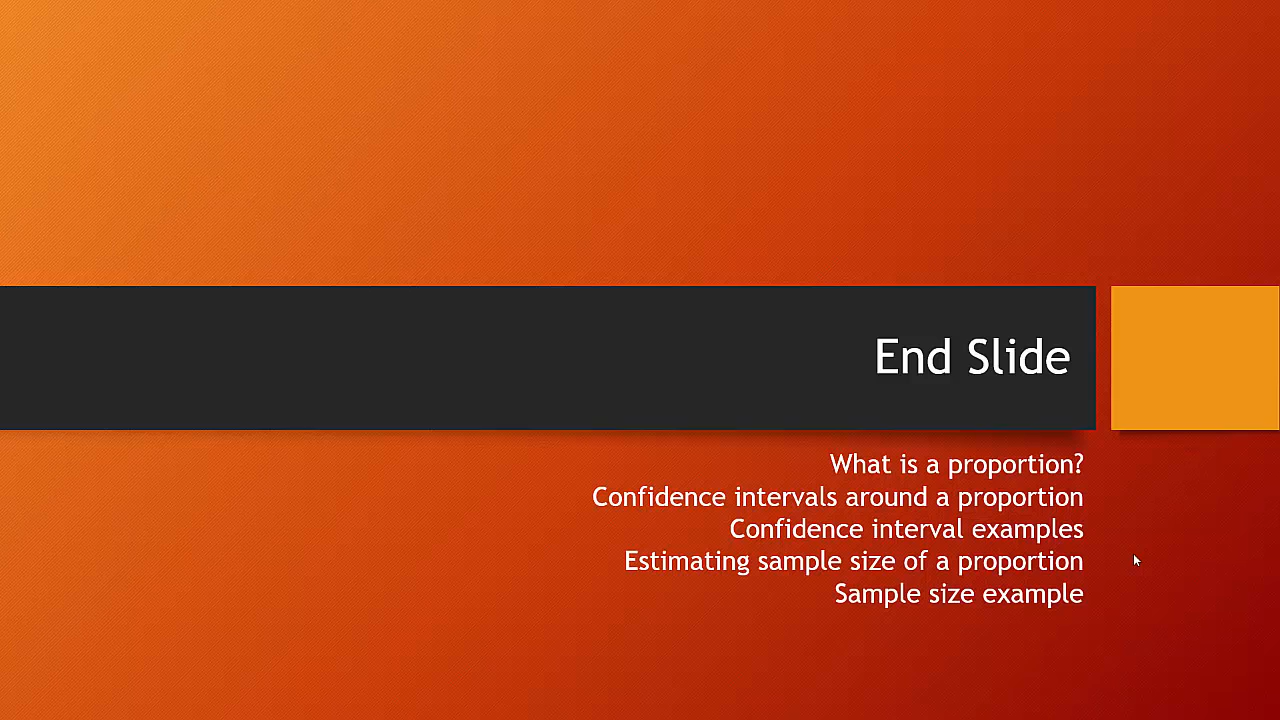 End Slide
What is a proportion?
Confidence intervals around a proportion
Confidence interval examples
Estimating sample size of a proportion
Sample size example